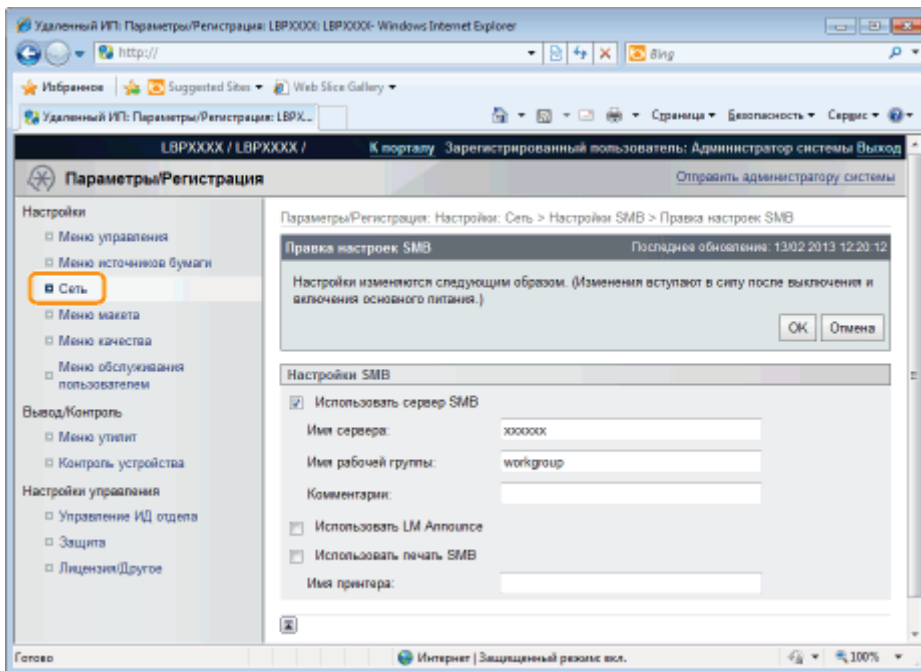 Удаленный ИП: Параметры/Регистрация: LBPXXXX: LBPXXXX- Windows Internet Explorer
http://
Bing
Избранное Suggested Sites Web Slice Gallery
Удаленный ИП: Параметры/Регистрация: LBPX... Страница Безопасность Сервис
LBPXXXX / LBPXXXX / К порталу Зарегистрированный пользователь: Администратор системы Выход
Параметры/Регистрация Отправить администратору системы
Настройки
Меню управления
Меню источников бумаги
Сеть
Меню макета
Меню качества
Меню обслуживания
пользователем
Вывод/Контроль
Меню утилит
Контроль устройства
Настройки управления
Управление ИД отдела
Защита
Лицензия/Другое
Параметры/Регистрация: Настройки: Сеть > Настройки SMB > Правка настроек SMB
Правка настроек SMB Последнее обновление: 13/02 2013 12:20:12
Настройки изменяются следующим образом. (Изменения вступают в силу после выключения и
включения основного питания.)
OK Отмена
Настройки SMB
Использовать сервер SMB
Имя сервера: xxxxxxx
Имя рабочей группы: workgroup
Комментарии:
Использовать LM Announce
Использовать печать SMB
Имя принтера:
Готово Интернет | Защищенный режим: вкл. 100%